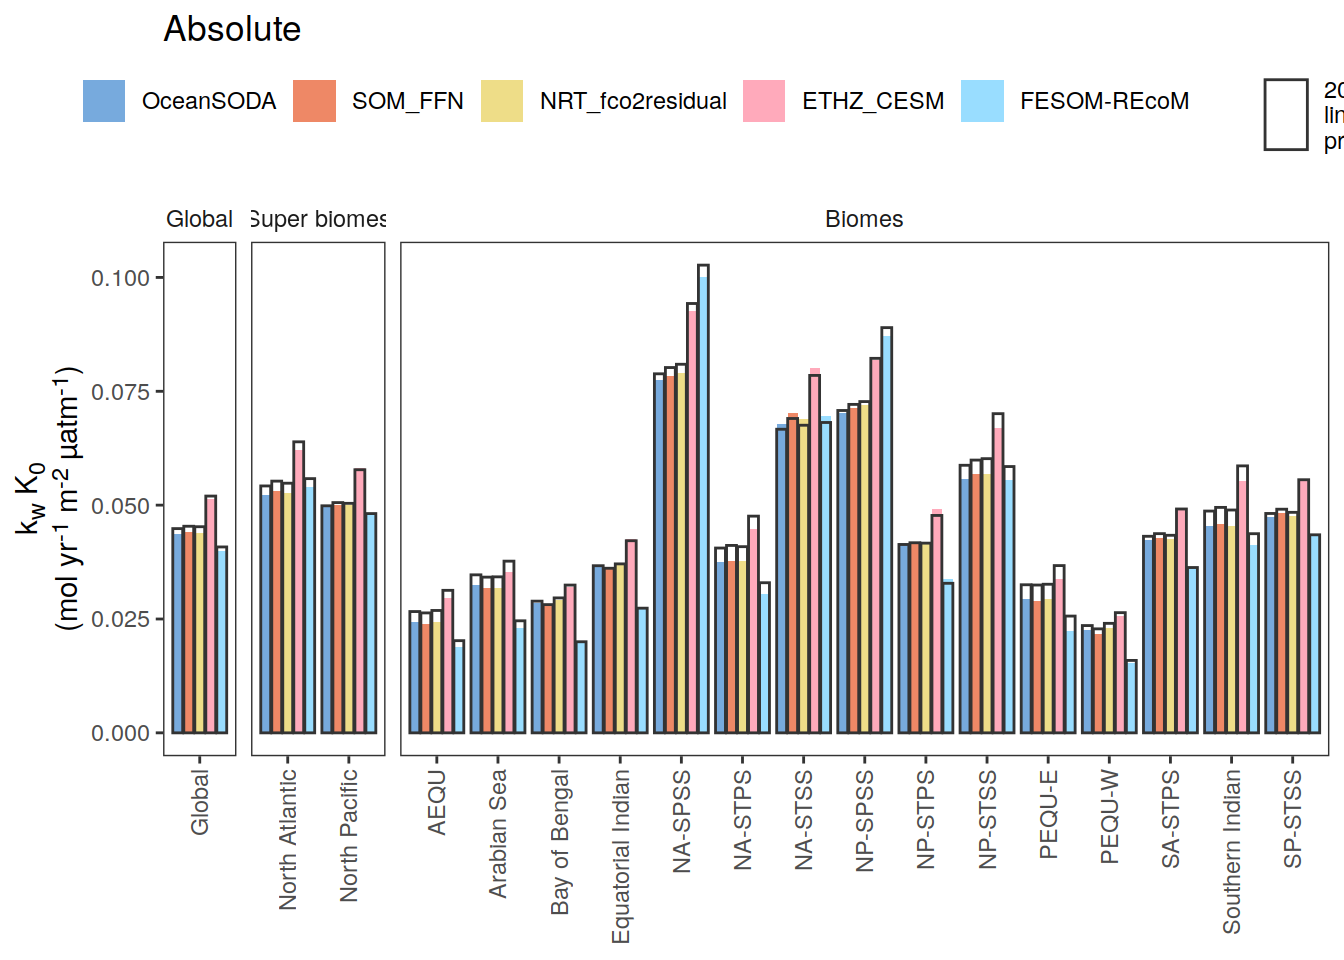 Absolute
OceanSODA
SOM_FFN
NRT_fco2residual
ETHZ_CESM
FESOM-REcoM
20
lin
pr
Global
Super biomes
Biomes
kw K0
(mol yr-1 m-2 µatm-1)
0.100
0.075
0.050
0.025
0.000
Global
North Atlantic
North Pacific
AEQU
Arabian Sea
Bay of Bengal
Equatorial Indian
NA-SPSS
NA-STPS
NA-STSS
NP-SPSS
NP-STPS
NP-STSS
PEQU-E
PEQU-W
SA-STPS
Southern Indian
SP-STSS